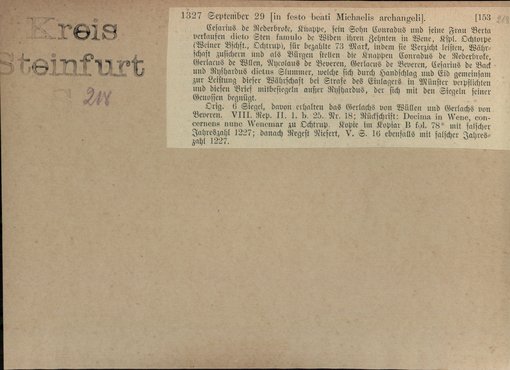 Kreis
Steinfurt
218
1327 September 29 [in festo beati Michaelis archangeli]. [153
Cesarius de Rederbroke, Knappe, sein Sohn Conradus und seine Frau Berta
verkaufen dicto Sten famulo de Widen ihren Zehnten in Wene, Kspl. Ochtorpe
(Weiner Bschft., Ochtrup), für bezahlte 73 Mark, indem sie Verzicht leisten, Währ-
schaft zusichern und als Bürgen stellen die Knappen Conradus de Rederbroke,
Gerlacus de Wllen, Nycolaus de Beveren, Gerlacus de Beveren, Cesarius de Back
und Rythardus dictus Slummer, welche sich durch Handschlag und Eid gemeinsam
zur Leistung dieser Währschaft bei Strafe des Einlagers in Münster verpflichten
und diesen Brief mitbesiegeln außer Rythardus, der sich mit den Siegeln seiner
Genossen begnügt.
Orig. 6 Siegel, davon erhalten das Gerlachs von Wüllen und Gerlachs von
Beveren. VIII. Rep. II. 1. b. 25. Nr. 18; Rückschrift: Decima in Wene, con-
cernens nunc Wenemar zu Ochtrup. Kopie im Kopiar B fol. 78ª mit falscher
Jahreszahl 1227; danach Regest Niesert, V. S. 16 ebenfalls mit falscher Jahres-
zahl 1227.